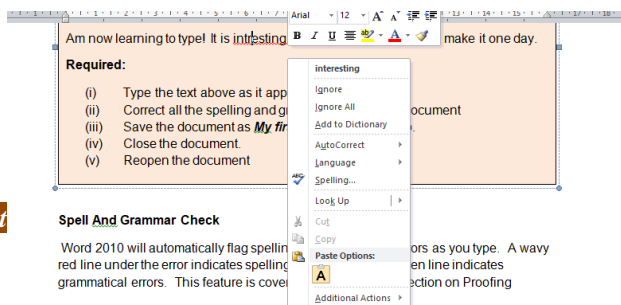 Arial 12
B I U
Am now learning to type! It is intresting make it one day.
Required:
(i) Type the text above as it app
(ii) Correct all the spelling and gr ocument
(iii) Save the document as My fir
(iv) Close the document.
(v) Reopen the document
interesting
Ignore
Ignore All
Add to Dictionary
AutoCorrect
Language
Spelling...
Look Up
Cut
Copy
Paste Options:
A
Additional Actions
t
Spell And Grammar Check
Word 2010 will automatically flag spellin ors as you type. A wavy
red line under the error indicates spelling en line indicates
grammatical errors. This feature is cover ection on Proofing